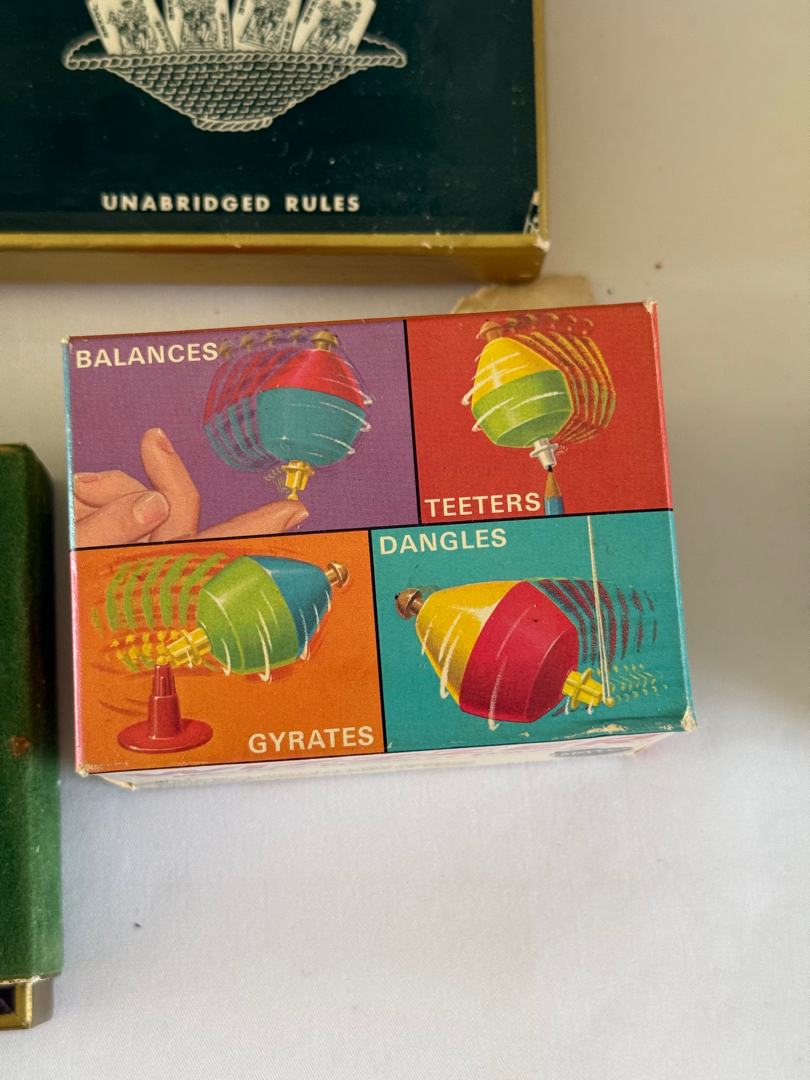 UNABRIDGED RULES
BALANCES
TEETERS
DANGLES
GYRATES